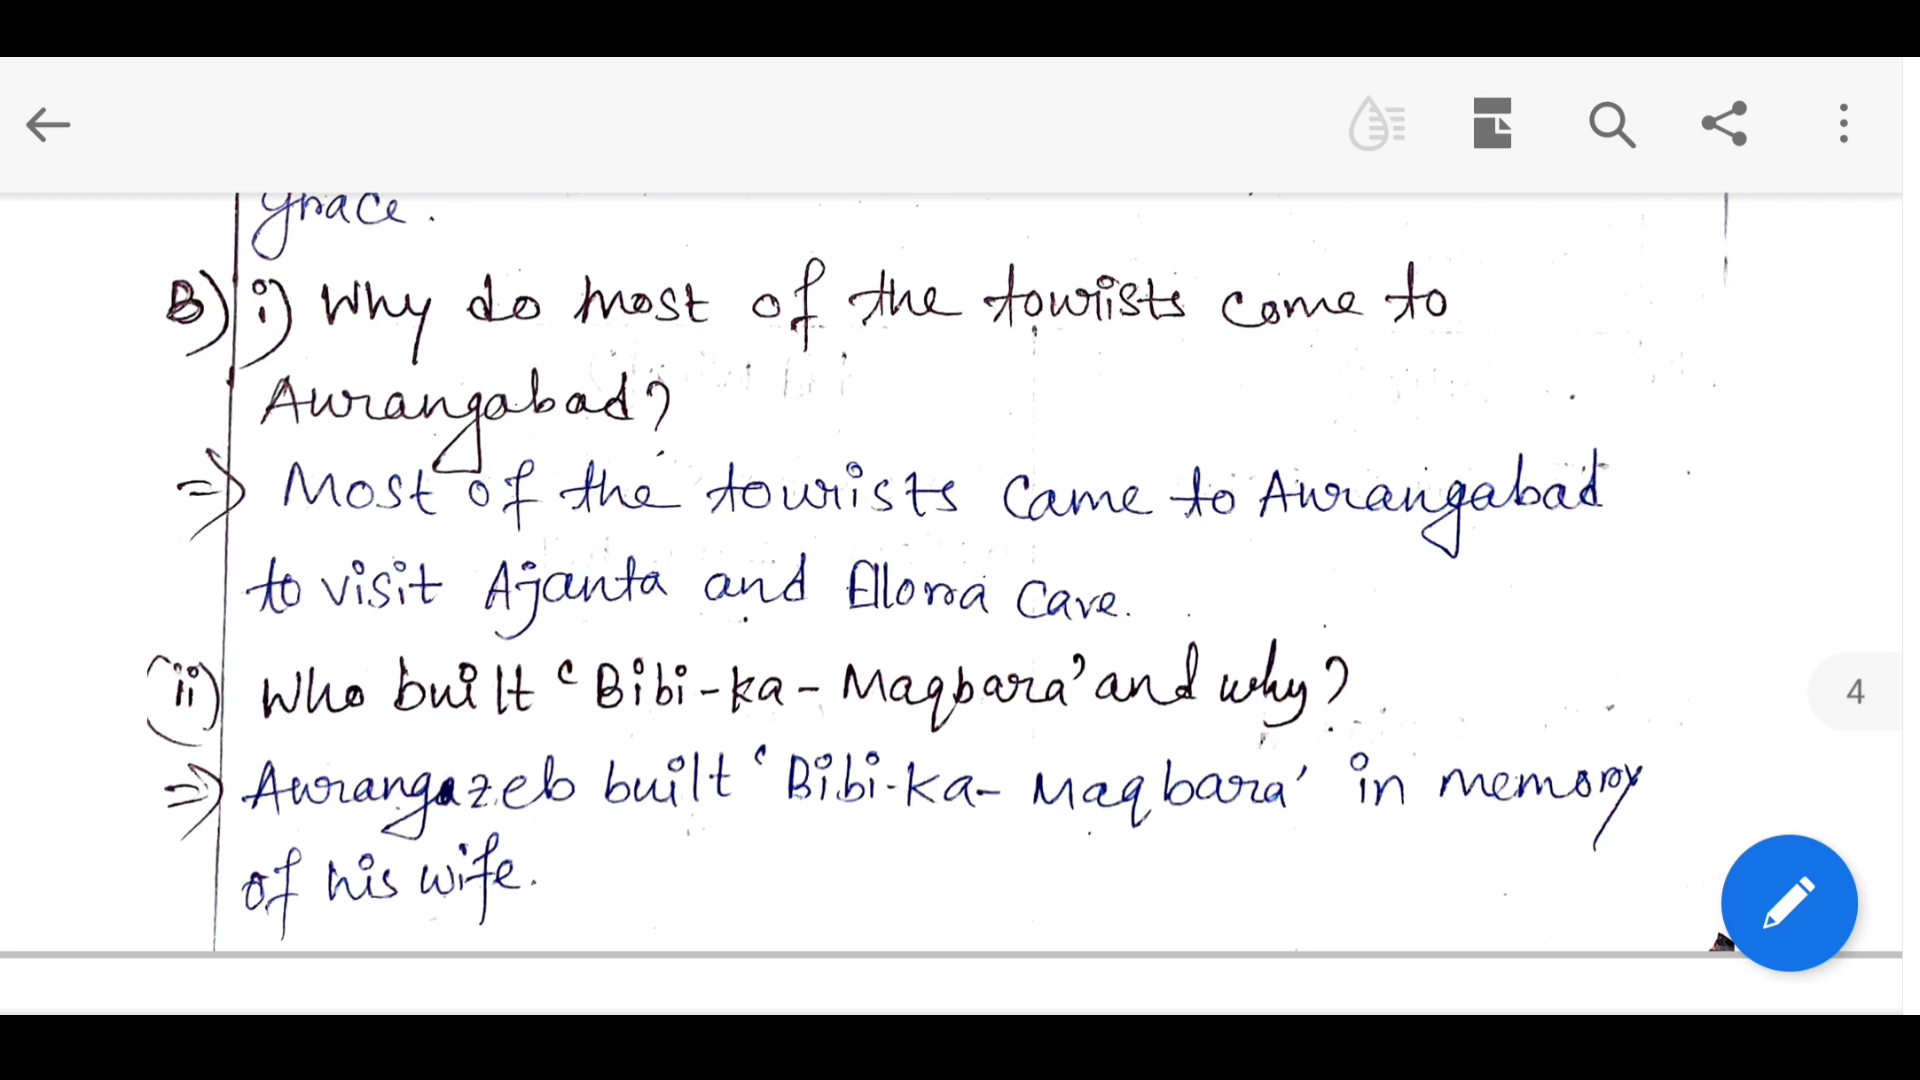 grace.
B) i) Why do most of the tourists come to
Aurangabad?
=> Most of the tourists came to Aurangabad
to visit Ajanta and Ellora Cave.
(ii) Who built 'Bibi-ka-Maqbara' and why?
4
=> Aurangazeb built 'Bibi-ka-Maqbara' in memory
of his wife.